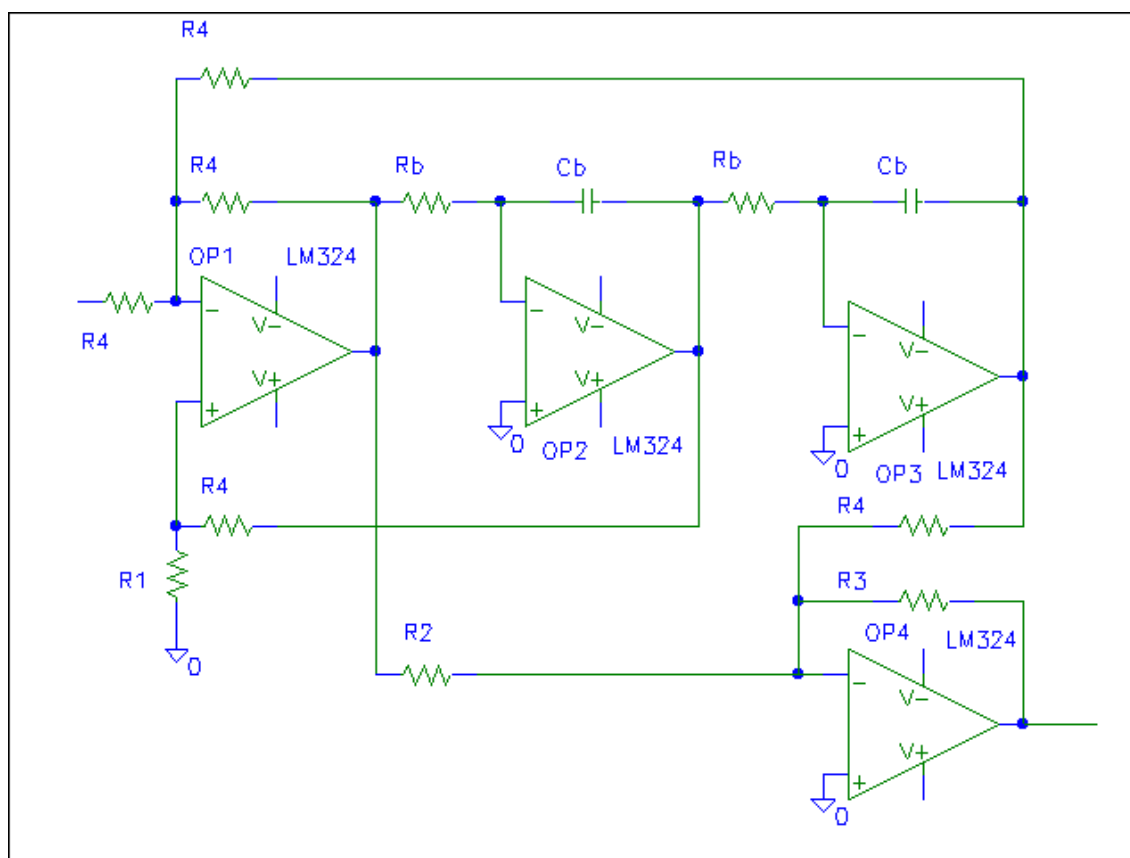 R4
R4 Rb Cb Rb Cb
OP1 LM324
R4
− V− V+ +
− V− V+ + 0
OP2 LM324
− V− V+ + 0
OP3 LM324
R4 R4
R1 R3
0
R2 OP4 LM324
− V− V+ + 0